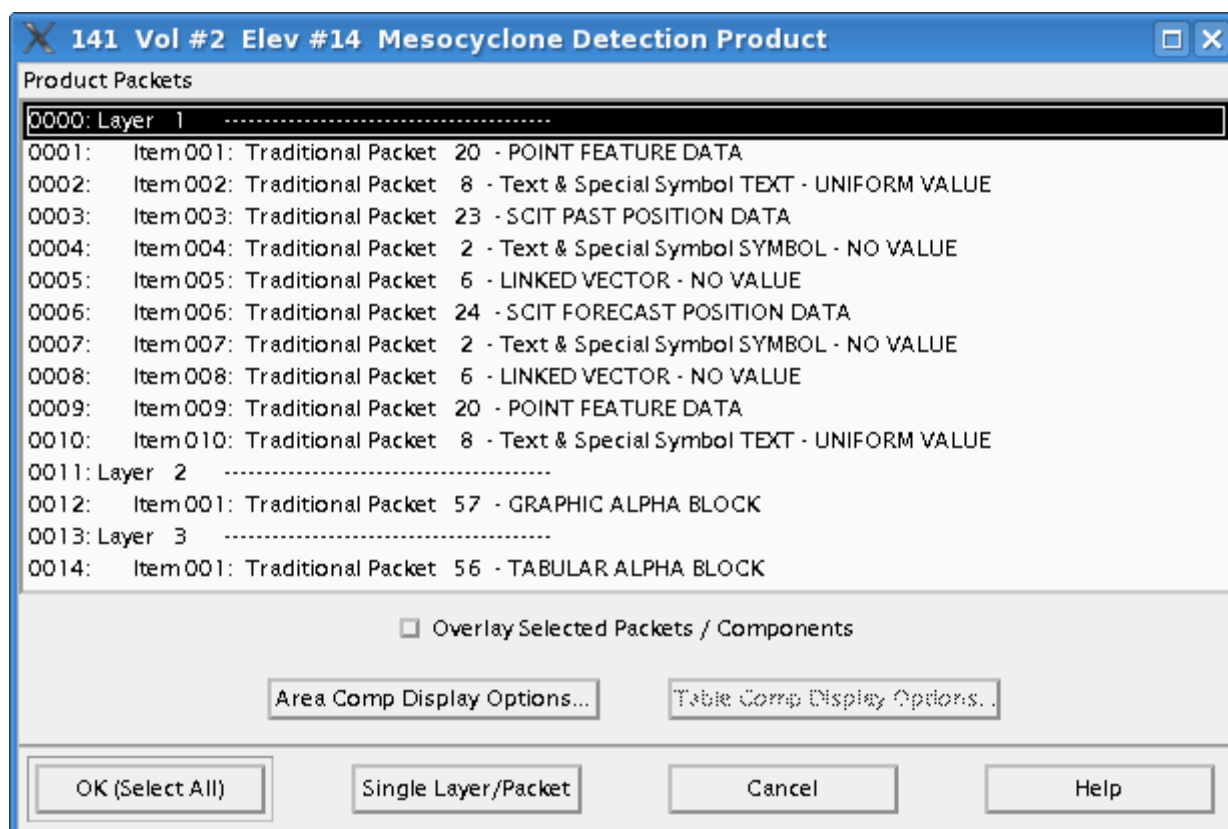 141 Vol #2 Elev #14 Mesocyclone Detection Product
Product Packets
0000: Layer 1 -----------------------------------------
0001: Item 001: Traditional Packet 20 - POINT FEATURE DATA
0002: Item 002: Traditional Packet 8 - Text & Special Symbol TEXT - UNIFORM VALUE
0003: Item 003: Traditional Packet 23 - SCIT PAST POSITION DATA
0004: Item 004: Traditional Packet 2 - Text & Special Symbol SYMBOL - NO VALUE
0005: Item 005: Traditional Packet 6 - LINKED VECTOR - NO VALUE
0006: Item 006: Traditional Packet 24 - SCIT FORECAST POSITION DATA
0007: Item 007: Traditional Packet 2 - Text & Special Symbol SYMBOL - NO VALUE
0008: Item 008: Traditional Packet 6 - LINKED VECTOR - NO VALUE
0009: Item 009: Traditional Packet 20 - POINT FEATURE DATA
0010: Item 010: Traditional Packet 8 - Text & Special Symbol TEXT - UNIFORM VALUE
0011: Layer 2 -----------------------------------------
0012: Item 001: Traditional Packet 57 - GRAPHIC ALPHA BLOCK
0013: Layer 3 -----------------------------------------
0014: Item 001: Traditional Packet 56 - TABULAR ALPHA BLOCK
Overlay Selected Packets / Components
Area Comp Display Options... Table Comp Display Options. .
OK (Select All) Single Layer/Packet Cancel Help